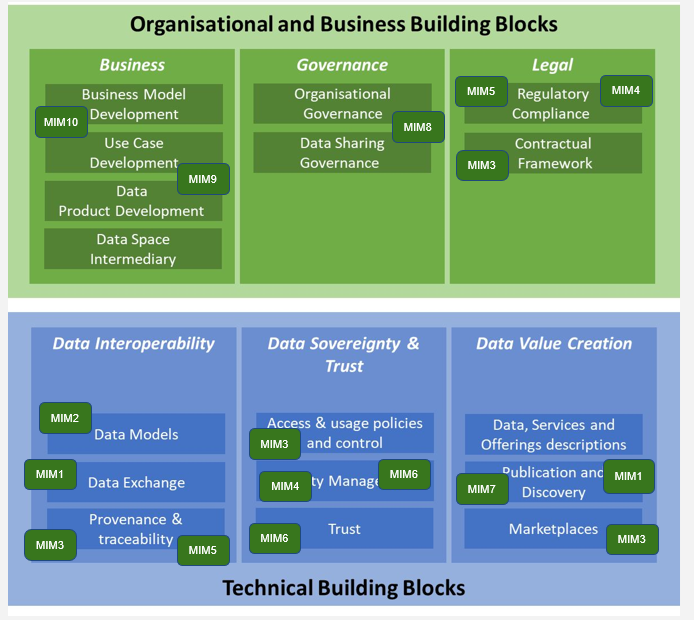 Organisational and Business Building Blocks
Business
Business Model
Development
MIM10
Use Case
Development
MIM9
Data
Product Development
Data Space
Intermediary
Governance
Organisational
Governance
MIM8
Data Sharing
Governance
Legal
MIM5
MIM4
Regulatory
Compliance
Contractual
MIM3
Framework
Data Interoperability
MIM2
Data Models
MIM1
Data Exchange
Provenance &
traceability
MIM3
MIM5
Data Sovereignty &
Trust
Access & usage policies
MIM3
and control
MIM4
MIM6
MIM6
Trust
Data Value Creation
Data, Services and
Offerings descriptions
Publication and
MIM1
MIM7
Discovery
Marketplaces
MIM3
Technical Building Blocks